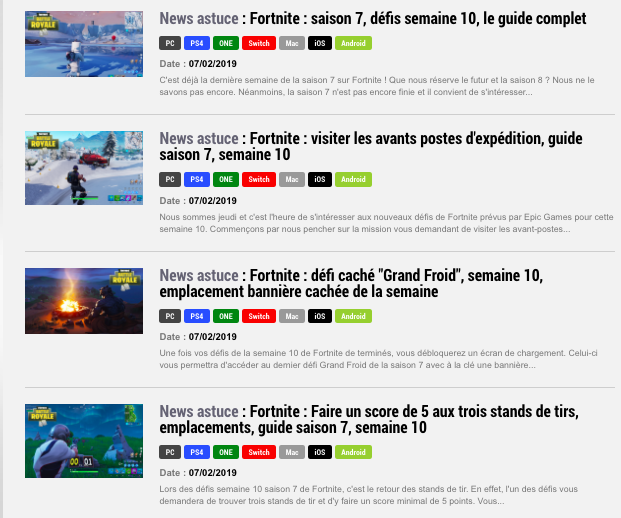 News astuce : Fortnite : saison 7, défis semaine 10, le guide complet
PC PS4 ONE Switch Mac iOS Android
Date : 07/02/2019
C'est déjà la dernière semaine de la saison 7 sur Fortnite ! Que nous réserve le futur et la saison 8 ? Nous ne le
savons pas encore. Néanmoins, la saison 7 n'est pas encore finie et il convient de s'intéresser...
News astuce : Fortnite : visiter les avants postes d'expédition, guide
saison 7, semaine 10
PC PS4 ONE Switch Mac iOS Android
Date : 07/02/2019
Nous sommes jeudi et c'est l'heure de s'intéresser aux nouveaux défis de Fortnite prévus par Epic Games pour cette
semaine 10. Commençons par nous pencher sur la mission vous demandant de visiter les avant-postes...
BATTLE
ROYALE
News astuce : Fortnite : défi caché "Grand Froid", semaine 10,
emplacement bannière cachée de la semaine
PC PS4 ONE Switch Mac iOS Android
Date : 07/02/2019
Une fois vos défis de la semaine 10 de Fortnite de terminés, vous débloquerez un écran de chargement. Celui-ci
vous permettra d'accéder au dernier défi Grand Froid de la saison 7 avec à la clé une bannière...
ROYALE
News astuce : Fortnite : Faire un score de 5 aux trois stands de tirs,
emplacements, guide saison 7, semaine 10
PC PS4 ONE Switch Mac iOS Android
Date : 07/02/2019
Lors des défis semaine 10 saison 7 de Fortnite, c'est le retour des stands de tir. En effet, l'un des défis vous
demandera de trouver trois stands de tir et d'y faire un score minimal de 5 points. Vous...
BATTLE
ROYALE
00 01